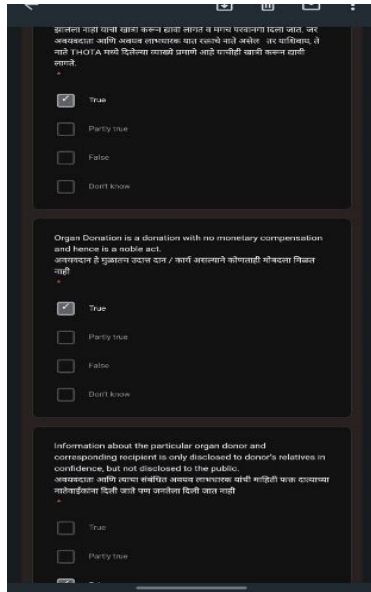 झालेला नाही याची खात्री करून द्यावी लागते व मगच परवानगी दिली जाते. जर
अवयवदाता आणि अवयव लाभधारक यात रक्ताचे नाते असेल तर याशिवाय, ते
नाते THOTA मध्ये दिलेल्या व्याख्ये प्रमाणे आहे याचीही खात्री करून द्यावी
लागते.
*
True
Partly true
False
Don't know
Organ Donation is a donation with no monetary compensation
and hence is a noble act.
अवयवदान हे मुळातच उदात्त दान / कार्य असल्याने कोणताही मोबदला मिळत
नाही
*
True
Partly true
False
Don't know
Information about the particular organ donor and
corresponding recipient is only disclosed to donor's relatives in
confidence, but not disclosed to the public.
अवयवदाता आणि त्याचा संबंधित अवयव लाभधारक यांची माहिती फक्त दात्याच्या
नातेवाईकांना दिली जाते पण जनतेला दिली जात नाही
*
True
Partly true